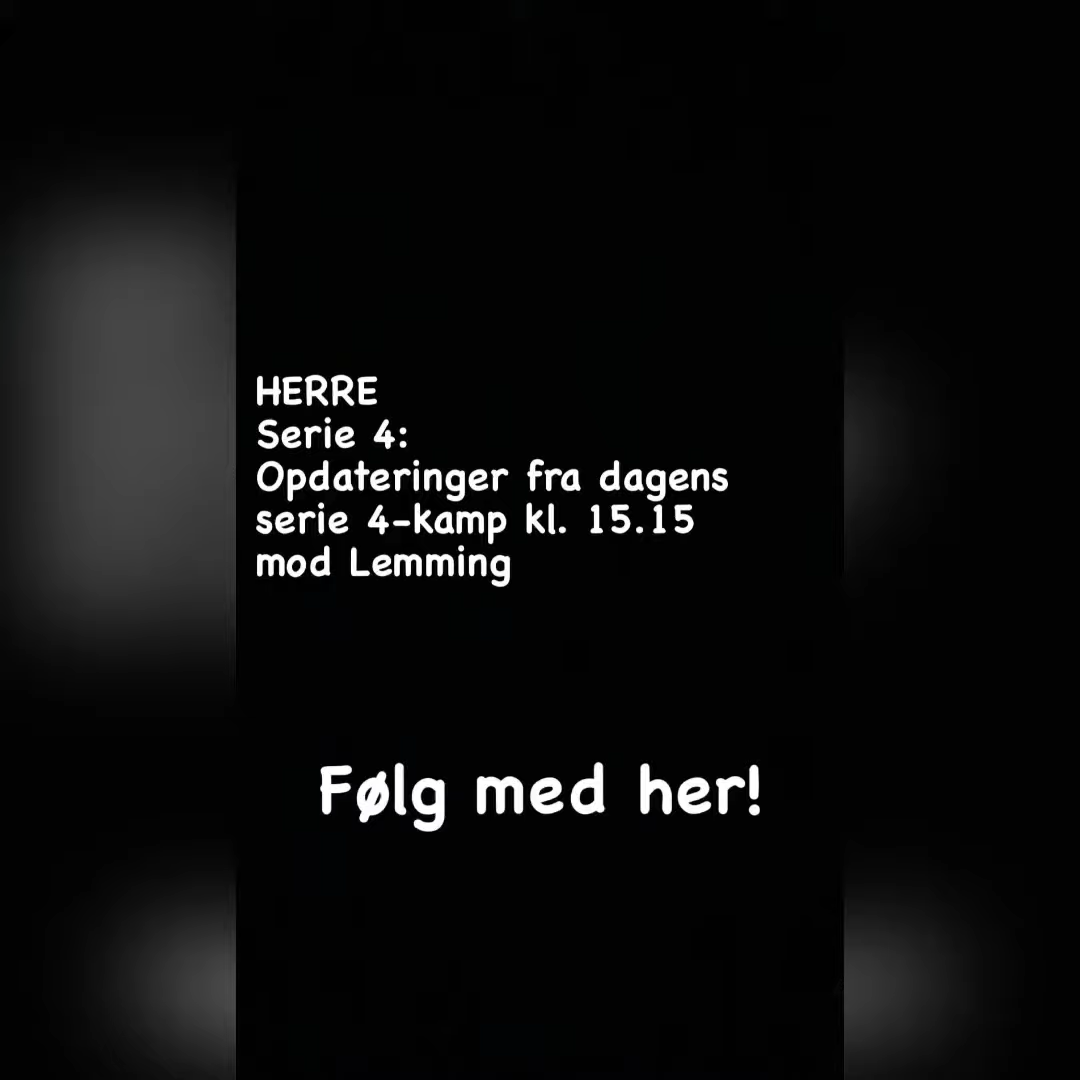 HERRE
Serie 4:
Opdateringer fra dagens
serie 4-kamp kl. 15.15
mod Lemming
Følg med her!